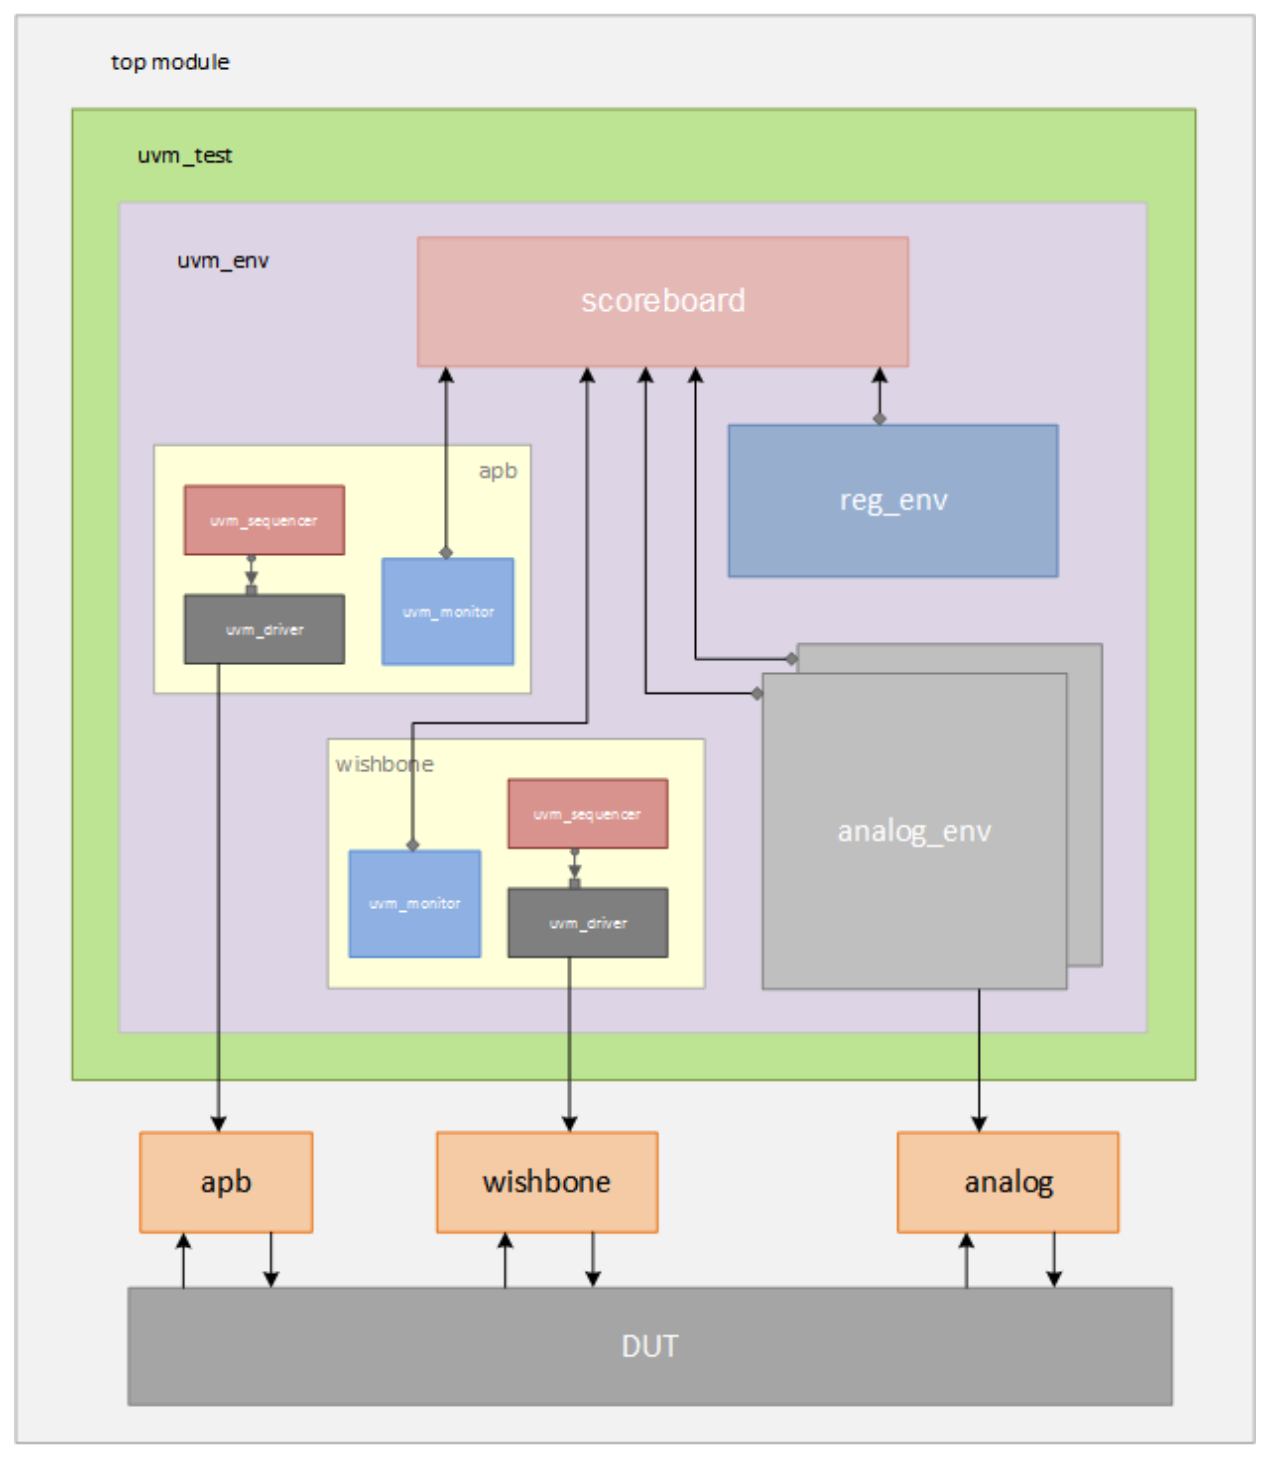 top module
uvm_test
uvm_env
scoreboard
apb
uvm_sequencer
uvm_driver
uvm_monitor
reg_env
wishbone
uvm_monitor
uvm_sequencer
uvm_driver
analog_env
apb
wishbone
analog
DUT